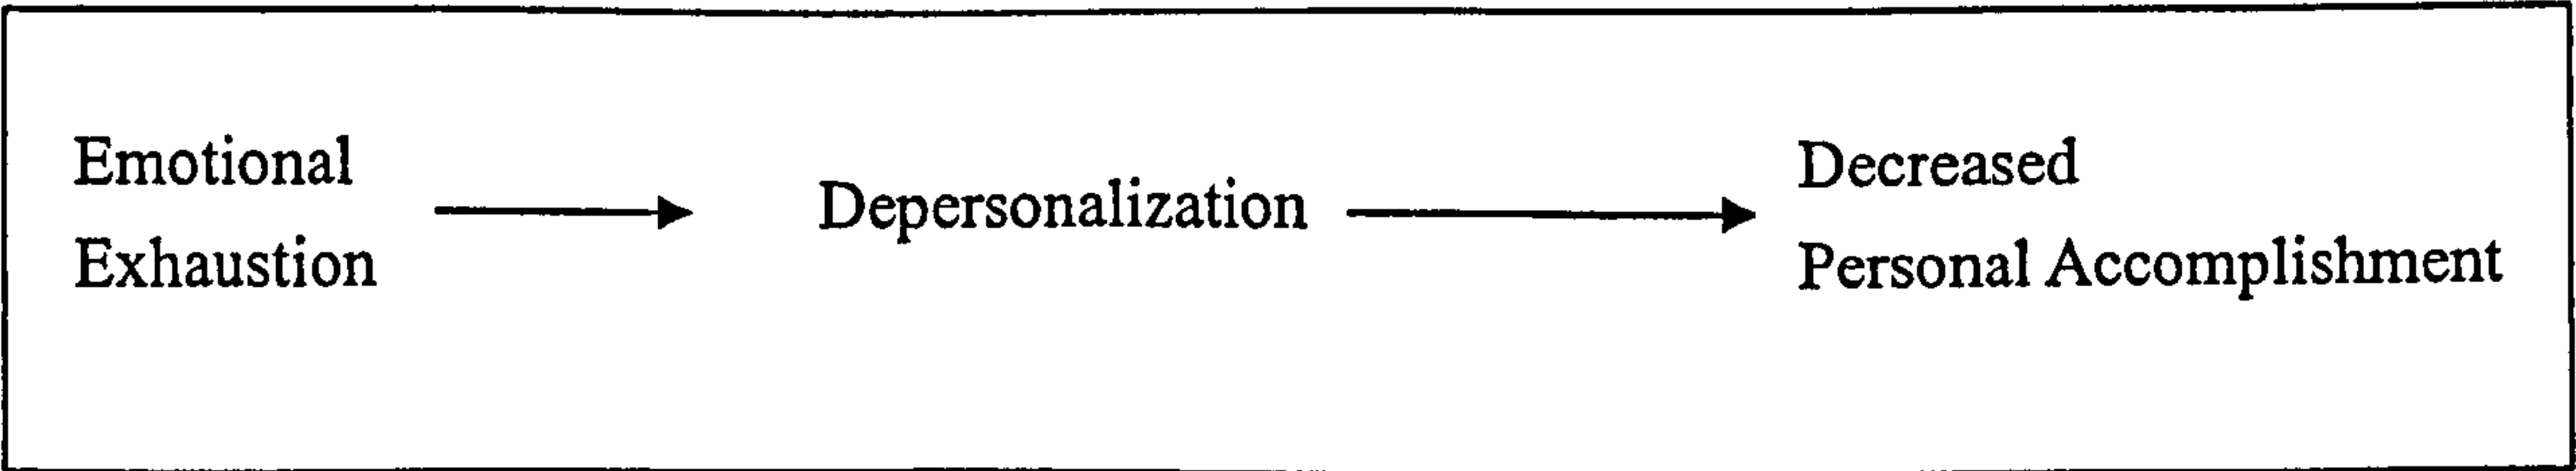 Emotional
Exhaustion
Depersonalization
Decreased
Personal Accomplishment